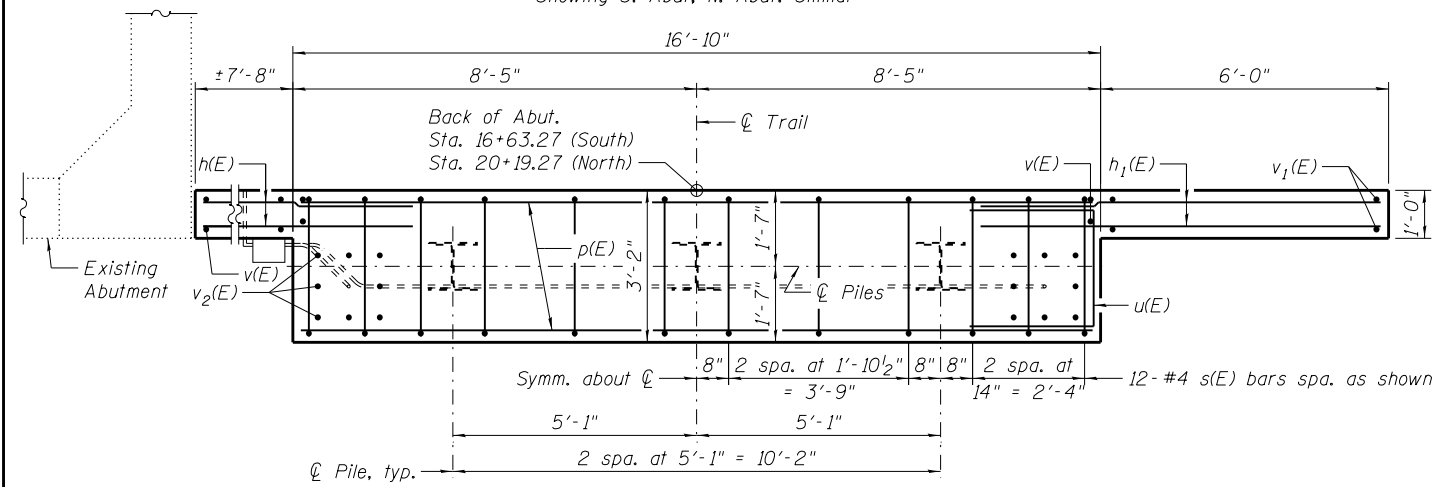 Showing S. Abut, N. Abut. Similar
16'-10"
±7'-8"
8'-5"
8'-5"
6'-0"
Back of Abut.
Sta. 16+63.27 (South)
Sta. 20+19.27 (North)
℄ Trail
h(E)
v(E)
h₁(E)
v₁(E)
1'-0"
Existing
Abutment
v(E)
v₂(E)
p(E)
3'-2"
1'-7"
1'-7"
℄ Piles
u(E)
Symm. about ℄
8"
2 spa. at 1'-10½"
= 3'-9"
8"
8"
2 spa. at
14" = 2'-4"
12-#4 s(E) bars spa. as shown
5'-1"
5'-1"
2 spa. at 5'-1" = 10'-2"
℄ Pile, typ.